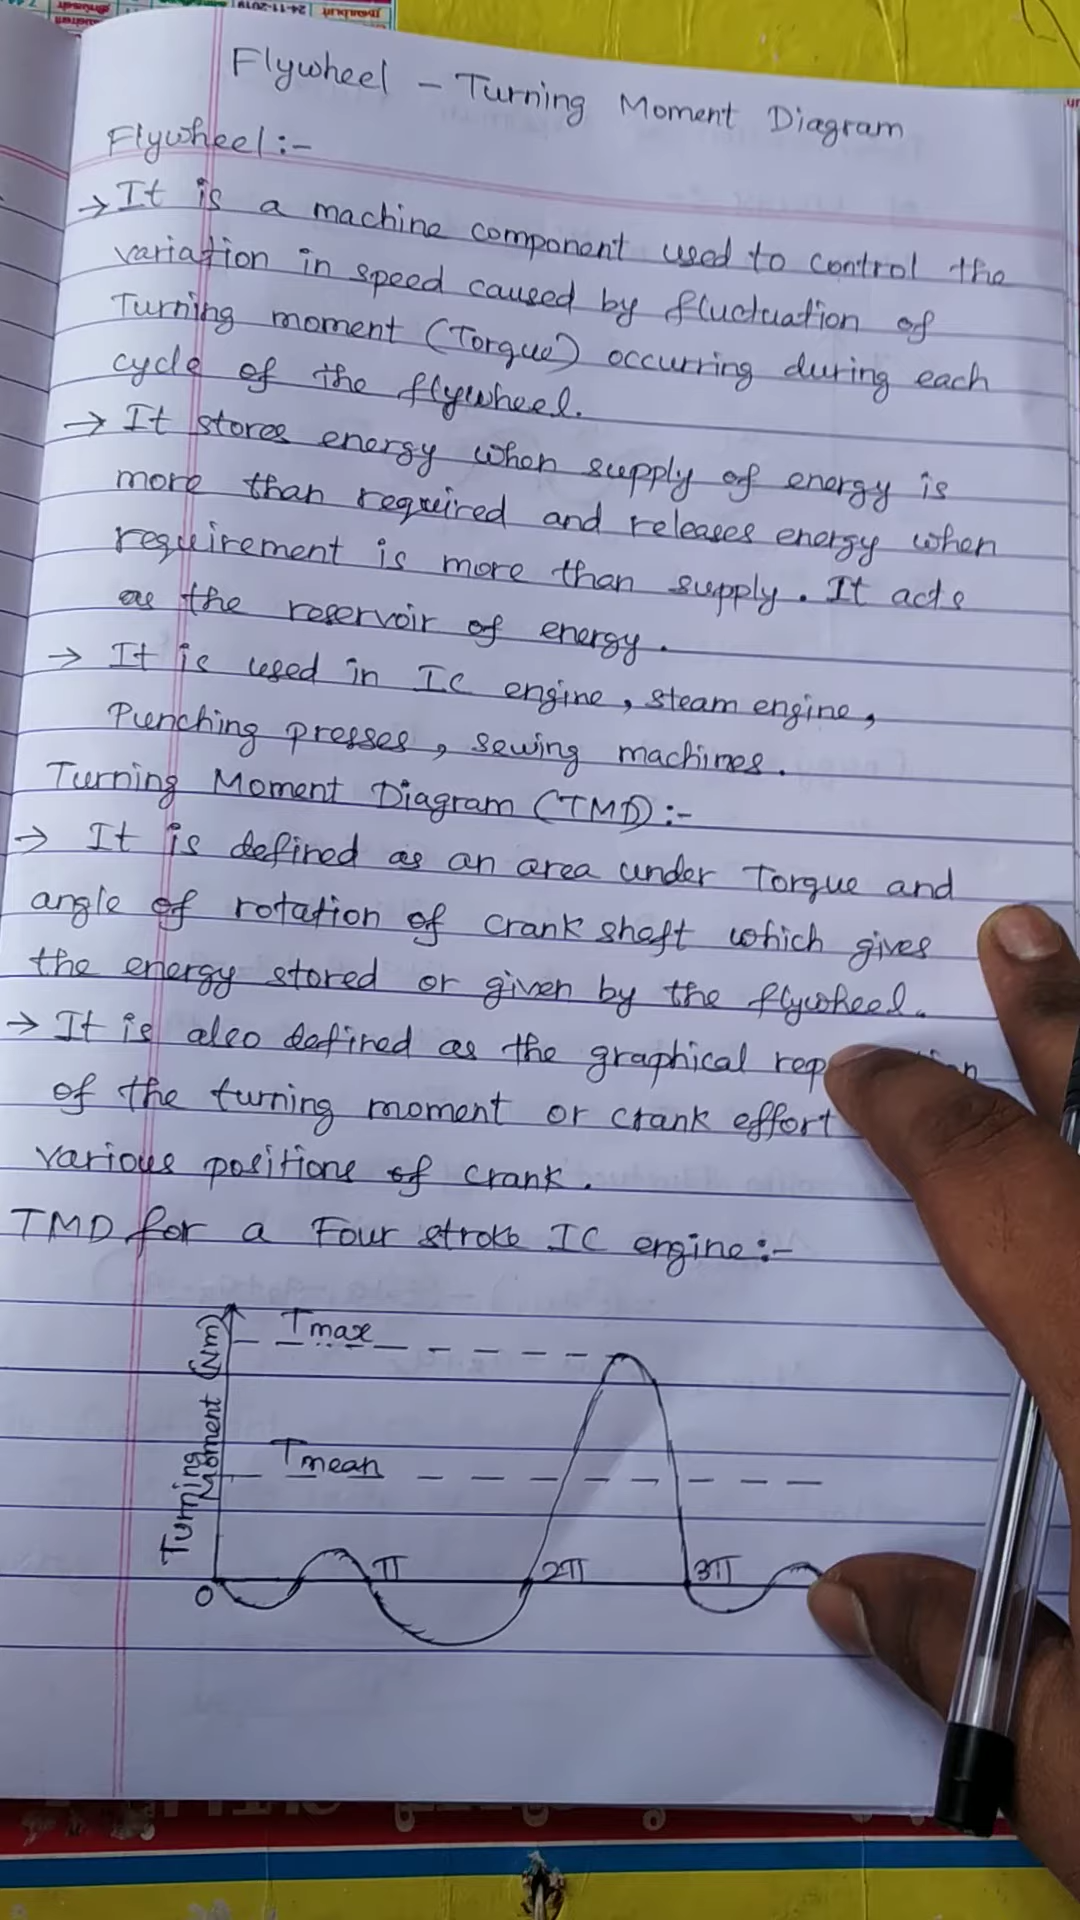 24-11-2019
Flywheel - Turning Moment Diagram
Flywheel :-
→ It is a machine component used to control the
variation in speed caused by fluctuation of
Turning moment (Torque) occurring during each
cycle of the flywheel.
→ It stores energy when supply of energy is
more than required and releases energy when
requirement is more than supply. It acts
as the reservoir of energy.
→ It is used in IC engine, steam engine,
Punching presses, sewing machines.
Turning Moment Diagram (TMD) :-
→ It is defined as an area under Torque and
angle of rotation of crank shaft which gives
the energy stored or given by the flywheel.
→ It is also defined as the graphical
of the turning moment or crank effort
various positions of crank.
TMD for a Four stroke IC engine :-
Tmax
Turning Moment (Nm)
Tmean
0 π 2π 3π